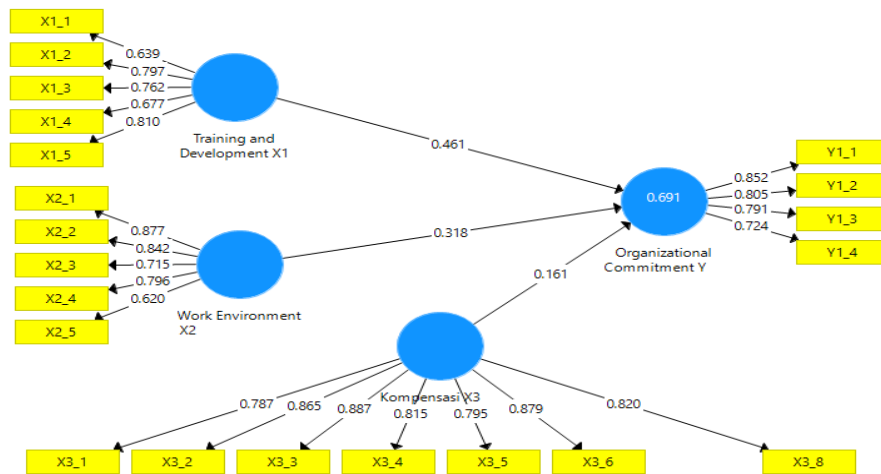 X1_1
0.639
X1_2
0.797
X1_3
0.762
X1_4
0.677
X1_5
0.810
Training and
Development X1
0.461
X2_1
0.877
X2_2
0.842
X2_3
0.715
X2_4
0.796
X2_5
0.620
Work Environment
X2
0.318
0.691
Organizational
Commitment Y
0.852
Y1_1
0.805
Y1_2
0.791
Y1_3
0.724
Y1_4
0.161
Kompensasi X3
0.787
0.865
0.887
0.815
0.795
0.879
0.820
X3_1
X3_2
X3_3
X3_4
X3_5
X3_6
X3_8